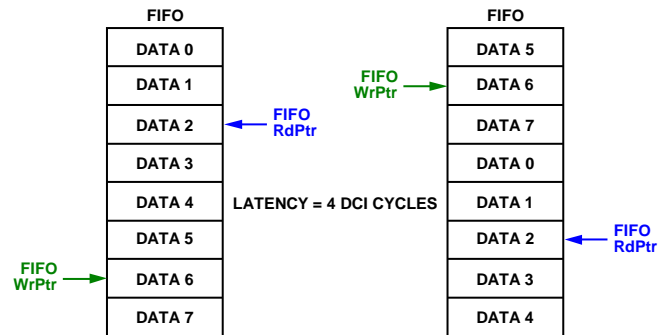 FIFO
DATA 0
DATA 1
DATA 2
DATA 3
DATA 4
DATA 5
DATA 6
DATA 7
FIFO
RdPtr
FIFO
WrPtr
LATENCY = 4 DCI CYCLES
FIFO
DATA 5
DATA 6
DATA 7
DATA 0
DATA 1
DATA 2
DATA 3
DATA 4
FIFO
WrPtr
FIFO
RdPtr